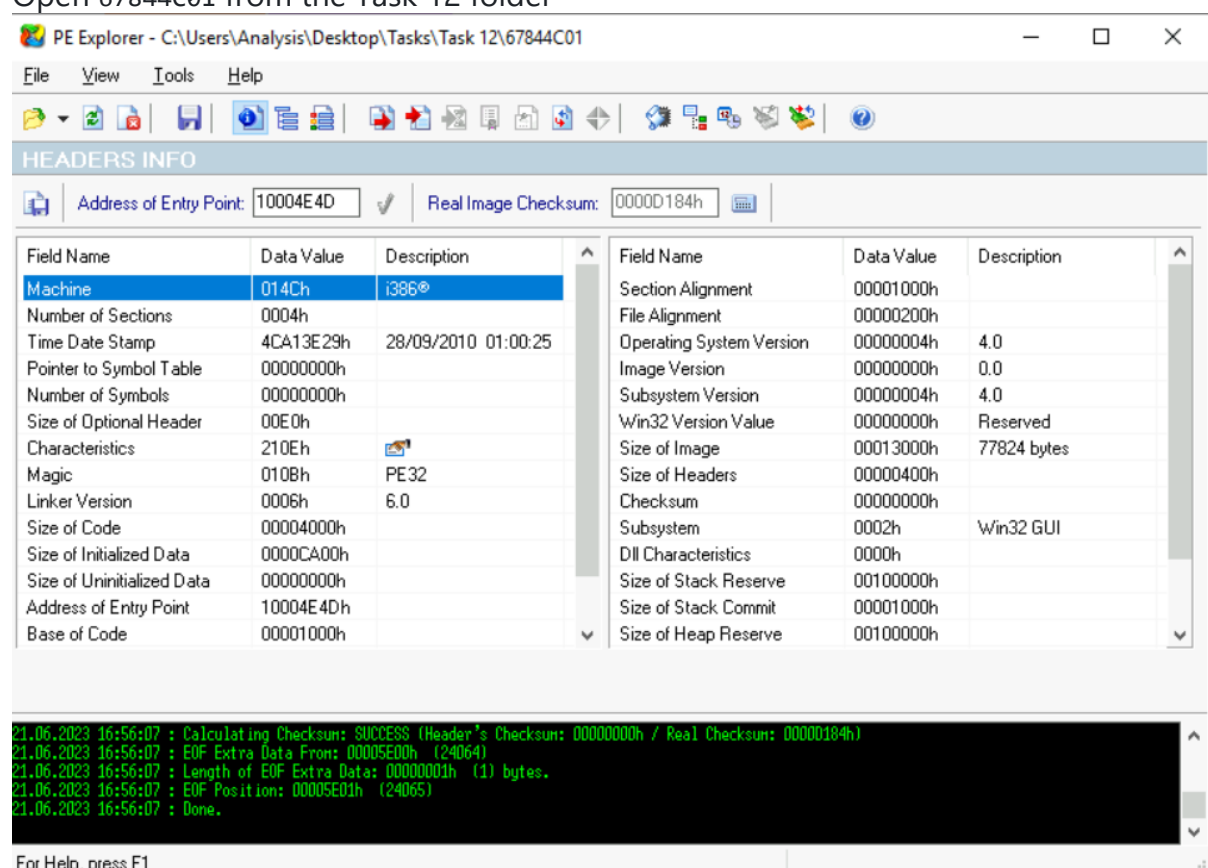 Open 67844C01 from the Task 12 folder
PE Explorer - C:\Users\Analysis\Desktop\Tasks\Task 12\67844C01
File View Tools Help
HEADERS INFO
Address of Entry Point: 10004E4D Real Image Checksum: 0000D184h
Field Name Data Value Description Field Name Data Value Description
Machine 014Ch i386® Section Alignment 00001000h
Number of Sections 0004h File Alignment 00000200h
Time Date Stamp 4CA13E29h 28/09/2010 01:00:25 Operating System Version 00000004h 4.0
Pointer to Symbol Table 00000000h Image Version 00000000h 0.0
Number of Symbols 00000000h Subsystem Version 00000004h 4.0
Size of Optional Header 00E0h Win32 Version Value 00000000h Reserved
Characteristics 210Eh Size of Image 00013000h 77824 bytes
Magic 010Bh PE32 Size of Headers 00000400h
Linker Version 0006h 6.0 Checksum 00000000h
Size of Code 00004000h Subsystem 0002h Win32 GUI
Size of Initialized Data 0000CA00h Dll Characteristics 0000h
Size of Uninitialized Data 00000000h Size of Stack Reserve 00100000h
Address of Entry Point 10004E4Dh Size of Stack Commit 00001000h
Base of Code 00001000h Size of Heap Reserve 00100000h
21.06.2023 16:56:07 : Calculating Checksum: SUCCESS (Header's Checksum: 00000000h / Real Checksum: 0000D184h)
21.06.2023 16:56:07 : EOF Extra Data From: 00005E00h (24064)
21.06.2023 16:56:07 : Length of EOF Extra Data: 00000001h (1) bytes.
21.06.2023 16:56:07 : EOF Position: 00005E01h (24065)
21.06.2023 16:56:07 : Done.
For Help, press F1